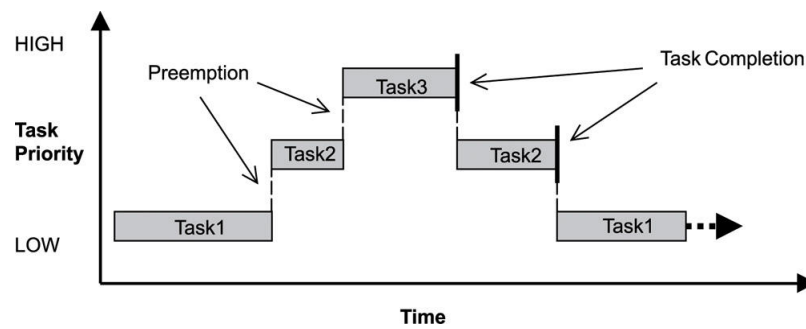 HIGH
Preemption
Task3
Task Completion
Task
Priority
Task2
Task2
LOW
Task1
Task1
Time